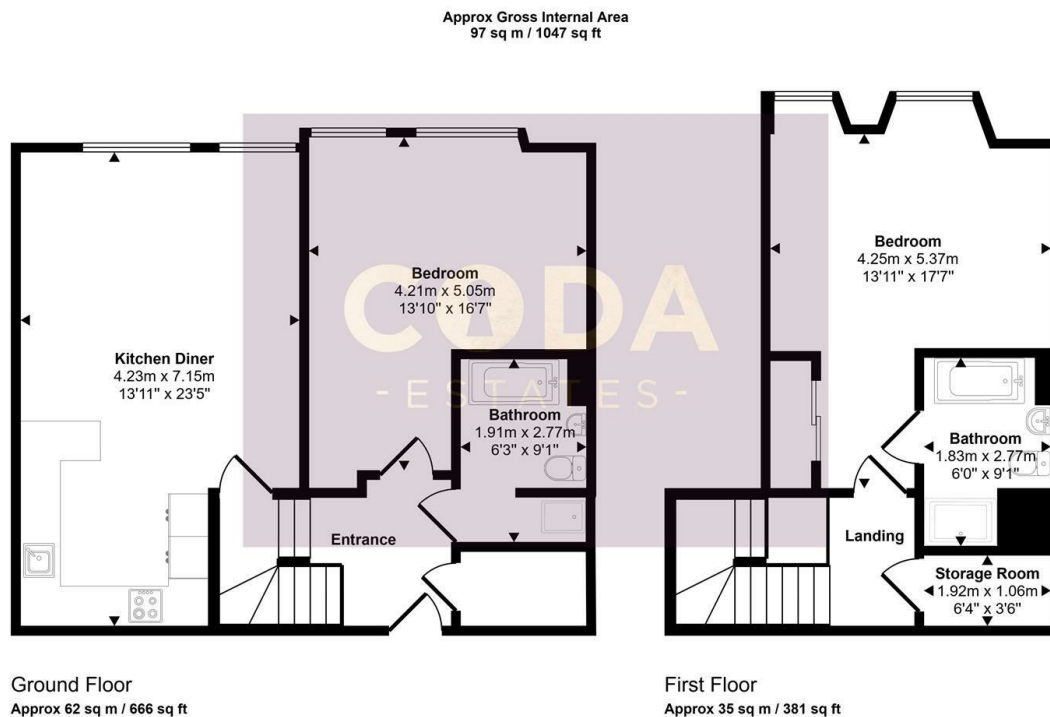 Approx Gross Internal Area
97 sq m / 1047 sq ft
Kitchen Diner
4.23m x 7.15m
13'11" x 23'5"
Bedroom
4.21m x 5.05m
13'10" x 16'7"
CODA
-ESTATES-
Bathroom
1.91m x 2.77m
6'3" x 9'1"
Entrance
Bedroom
4.25m x 5.37m
13'11" x 17'7"
Bathroom
1.83m x 2.77m
6'0" x 9'1"
Landing
Storage Room
1.92m x 1.06m
6'4" x 3'6"
Ground Floor
Approx 62 sq m / 666 sq ft
First Floor
Approx 35 sq m / 381 sq ft